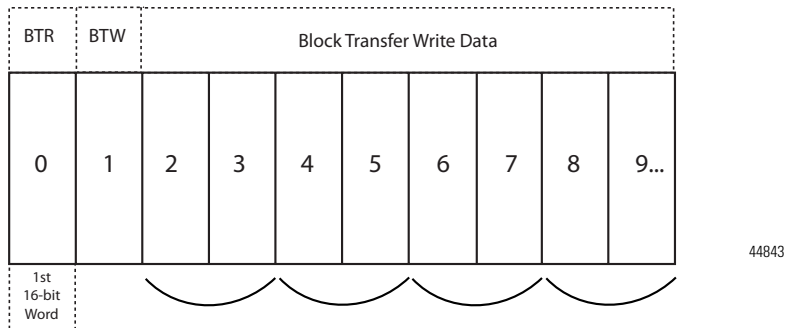 BTR BTW Block Transfer Write Data
0 1 2 3 4 5 6 7 8 9...
44843
1st
16-bit
Word